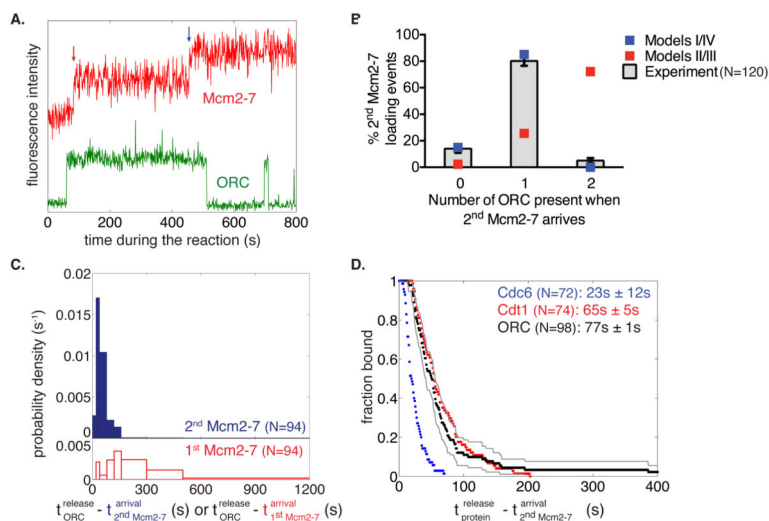 A.
fluorescence intensity
Mcm2-7
ORC
0 200 400 600 800
time during the reaction (s)
B.
% 2nd Mcm2-7
loading events
100
80
60
40
20
0
0 1 2
Number of ORC present when
2nd Mcm2-7 arrives
Models I/IV
Models II/III
Experiment (N=120)
C.
probability density (s⁻¹)
0.02
0.015
0.01
0.005
0
2nd Mcm2-7 (N=94)
0.005
0
1st Mcm2-7 (N=94)
0 300 600 900 1200
t release ORC - t arrival 2nd Mcm2-7 (s) or t release ORC - t arrival 1st Mcm2-7 (s)
D.
fraction bound
1
0.8
0.6
0.4
0.2
0
Cdc6 (N=72): 23s ± 12s
Cdt1 (N=74): 65s ± 5s
ORC (N=98): 77s ± 1s
0 100 200 300 400
t release protein - t arrival 2nd Mcm2-7 (s)